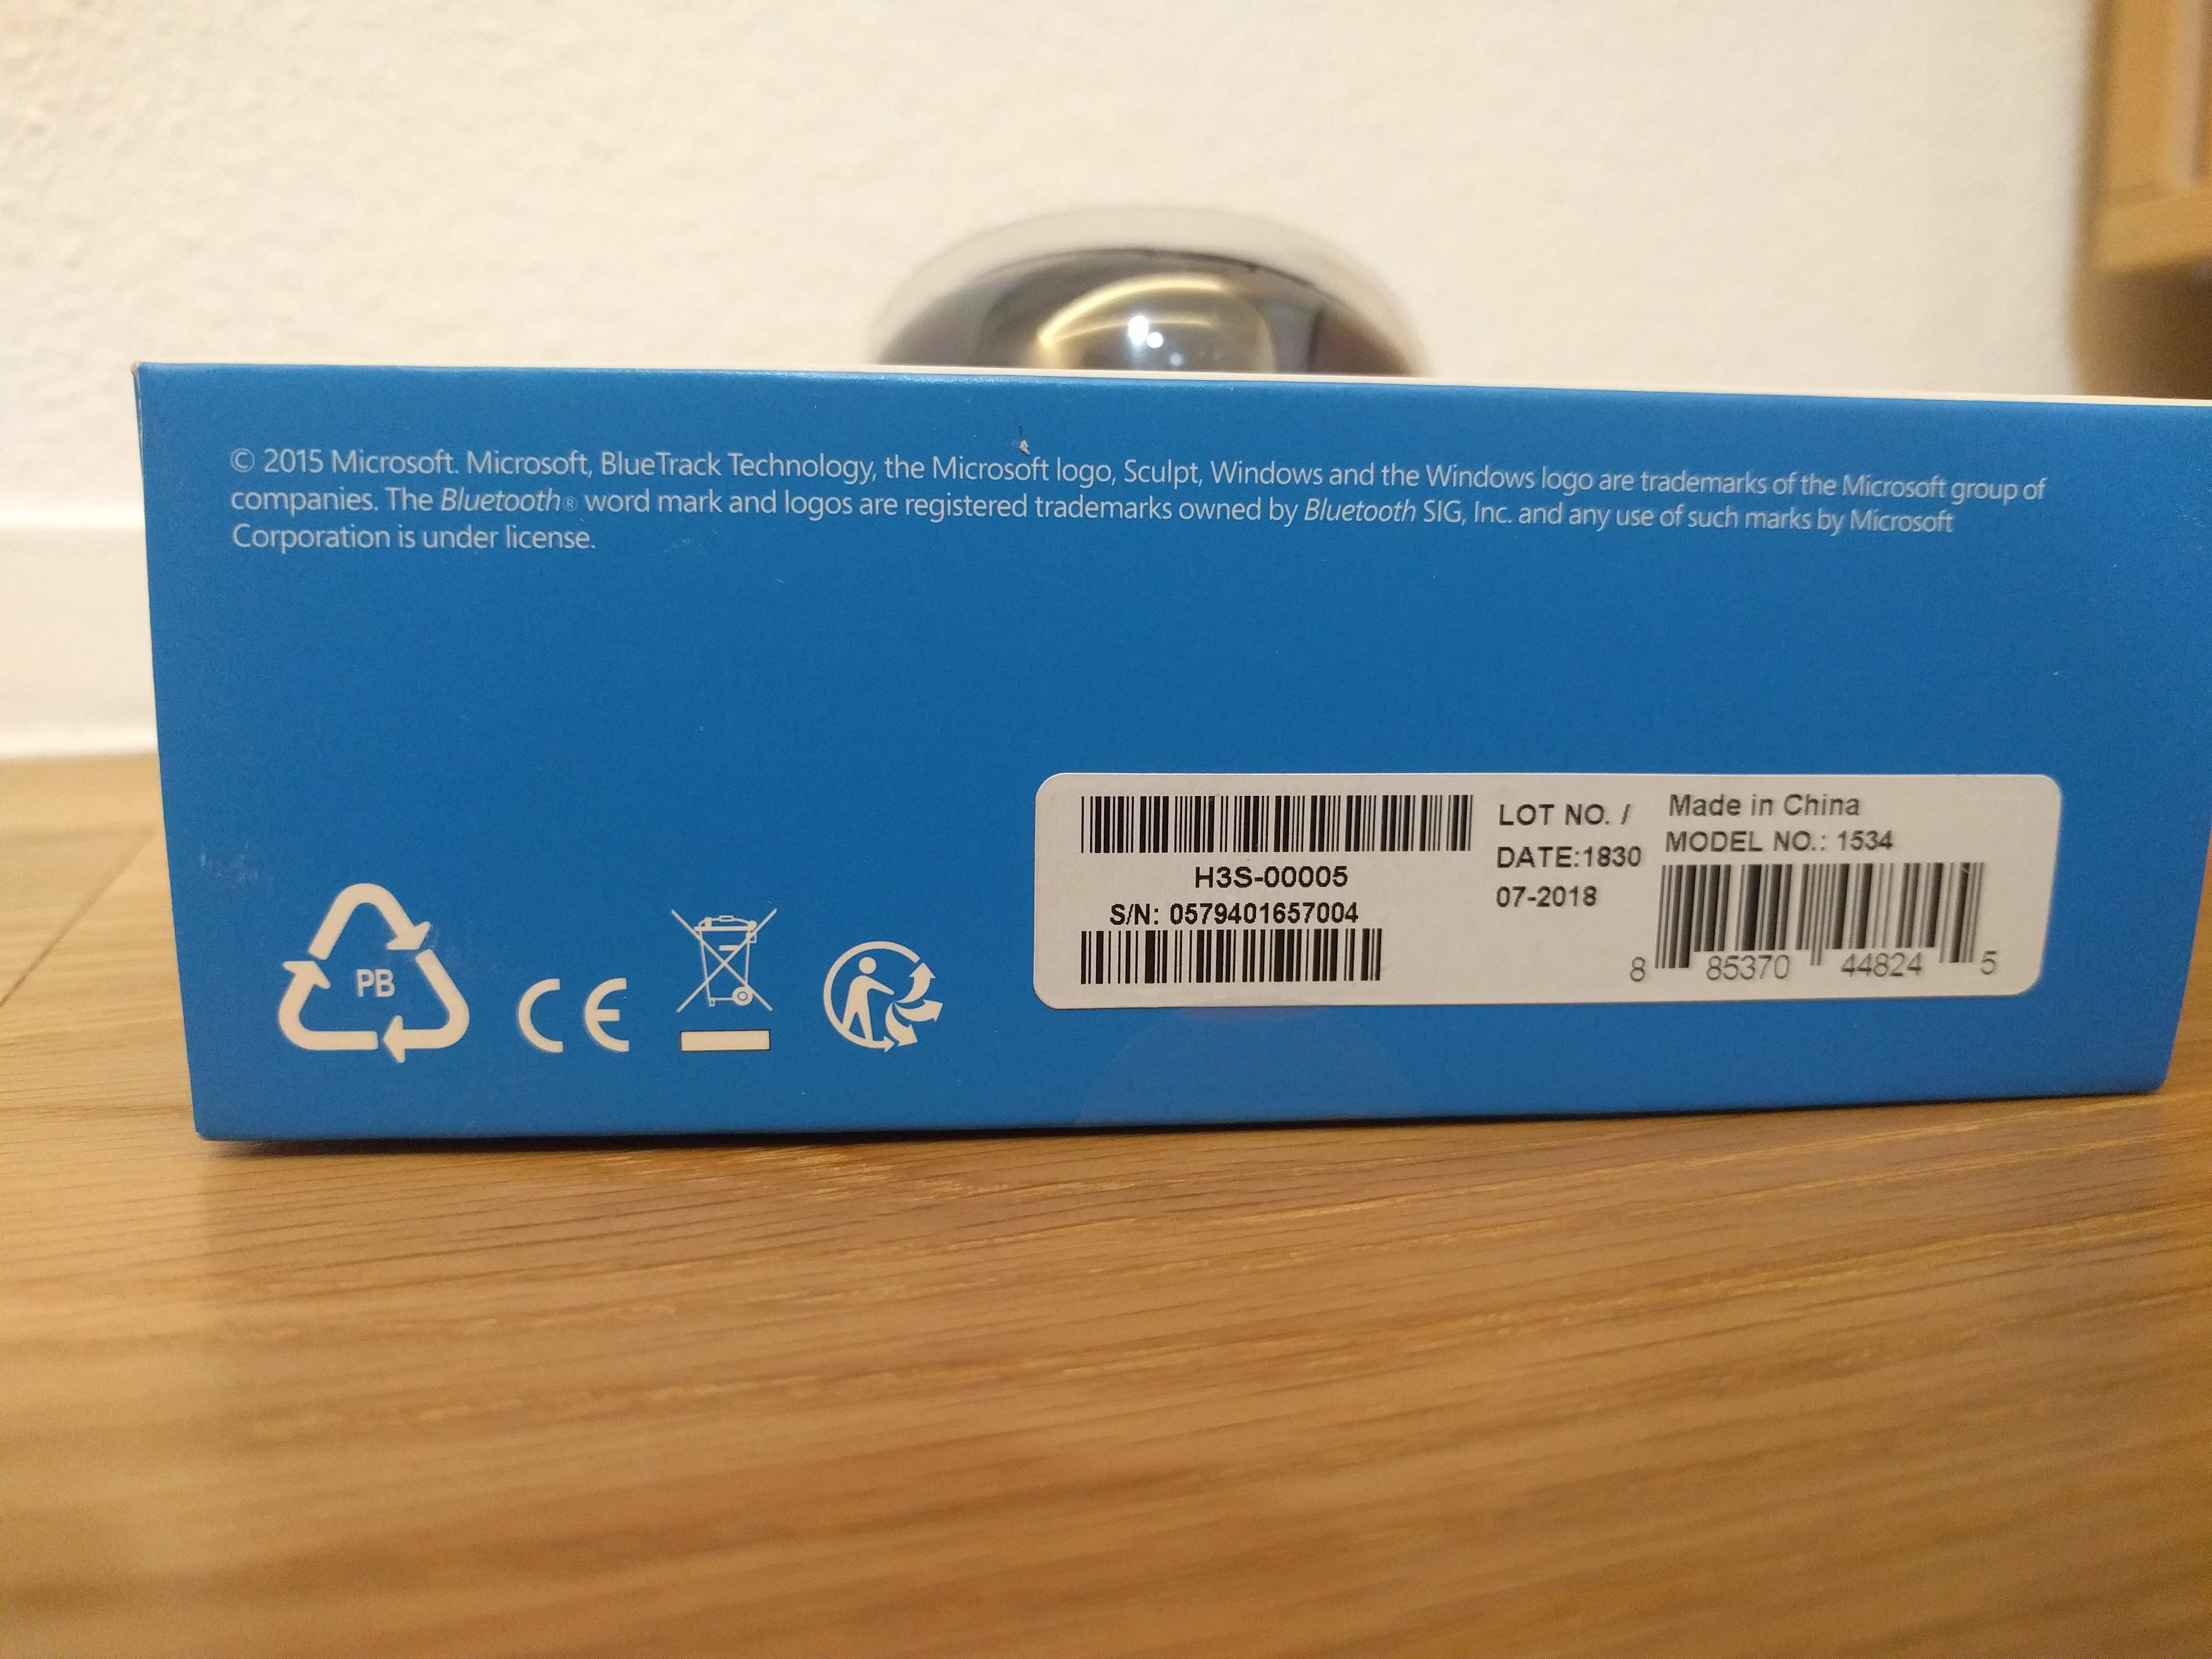 © 2015 Microsoft. Microsoft, BlueTrack Technology, the Microsoft logo, Sculpt, Windows and the Windows logo are trademarks of the Microsoft group of
companies. The Bluetooth® word mark and logos are registered trademarks owned by Bluetooth SIG, Inc. and any use of such marks by Microsoft
Corporation is under license.
PB
CE
H3S-00005
S/N: 0579401657004
LOT NO. /
DATE:1830
07-2018
Made in China
MODEL NO.: 1534
8 85370 44824 5